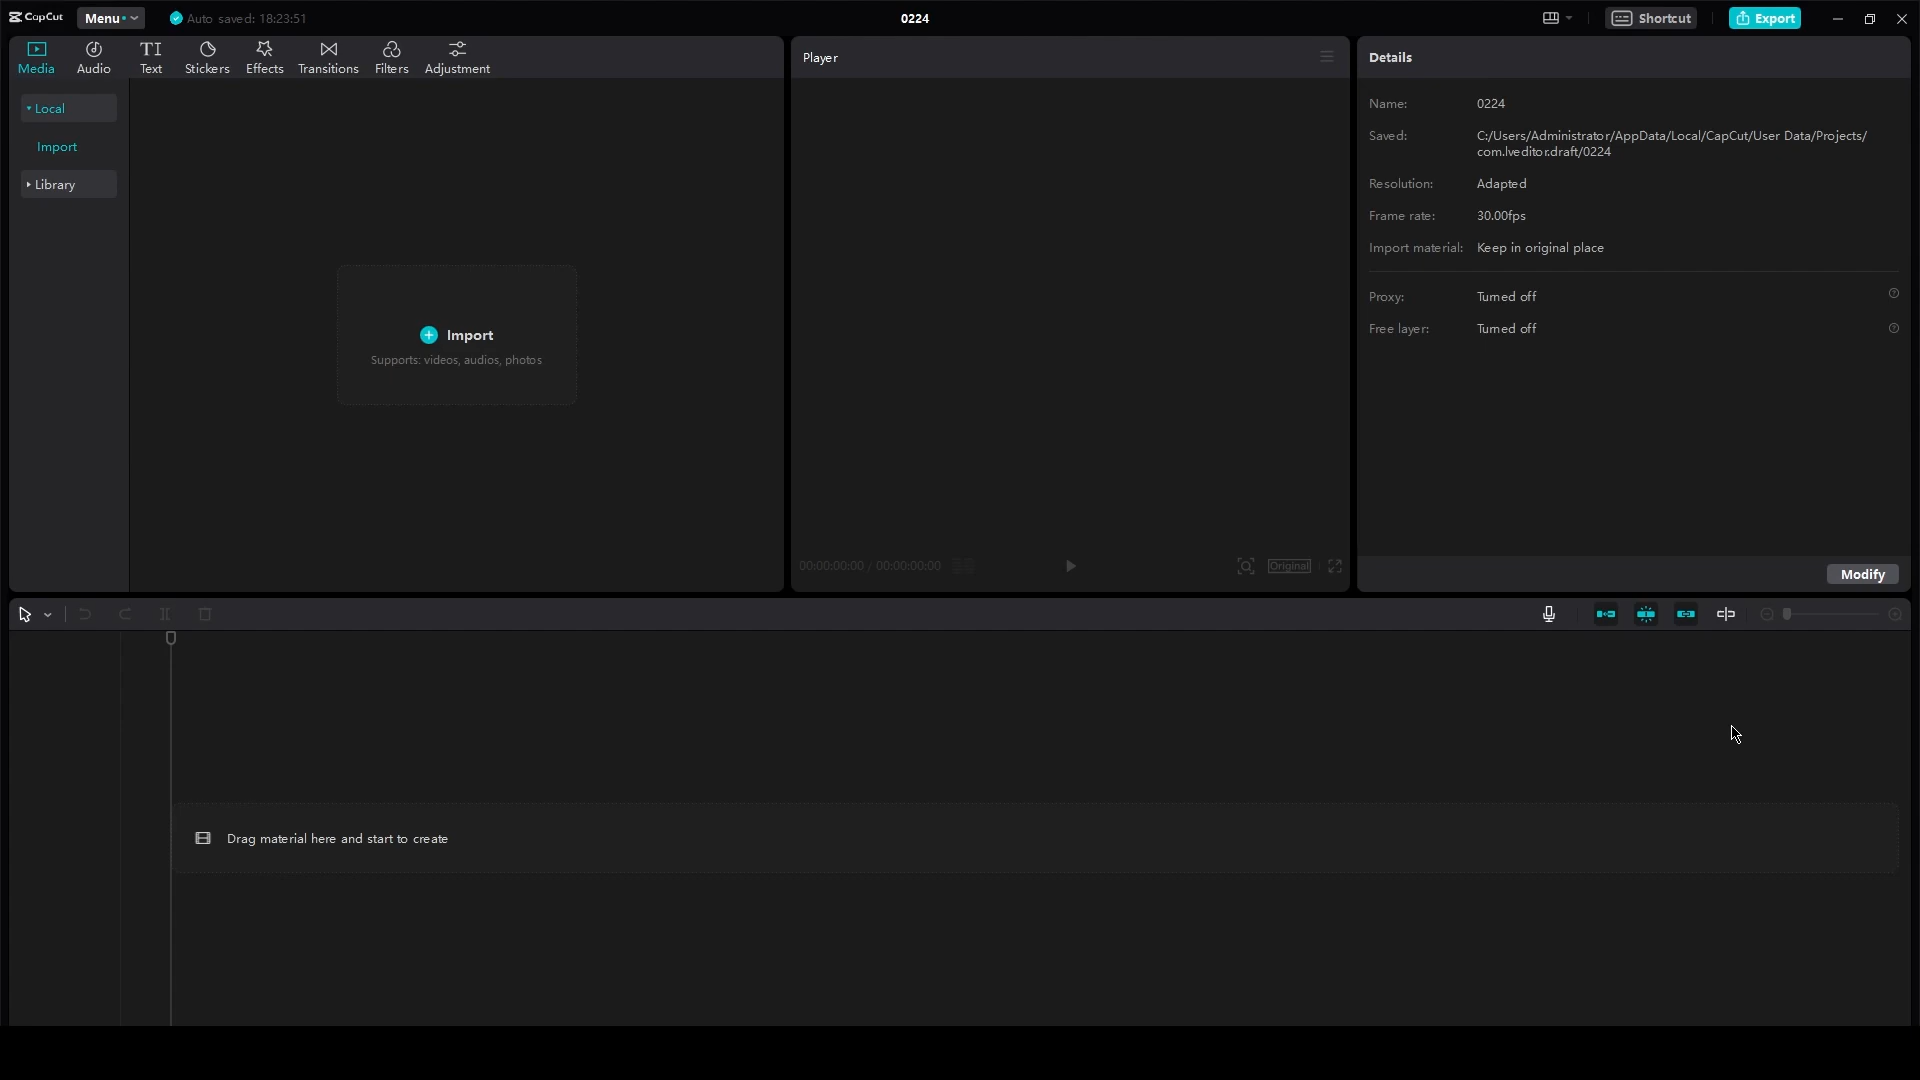 CapCut Menu Auto saved: 18:23:51 0224 Shortcut Export
Media Audio Text Stickers Effects Transitions Filters Adjustment
Local
Import
Library
Import
Supports: videos, audios, photos
Player
00:00:00:00 / 00:00:00:00 Original
Details
Name: 0224
Saved: C:/Users/Administrator/AppData/Local/CapCut/User Data/Projects/
com.lveditor.draft/0224
Resolution: Adapted
Frame rate: 30.00fps
Import material: Keep in original place
Proxy: Turned off
Free layer: Turned off
Modify
Drag material here and start to create